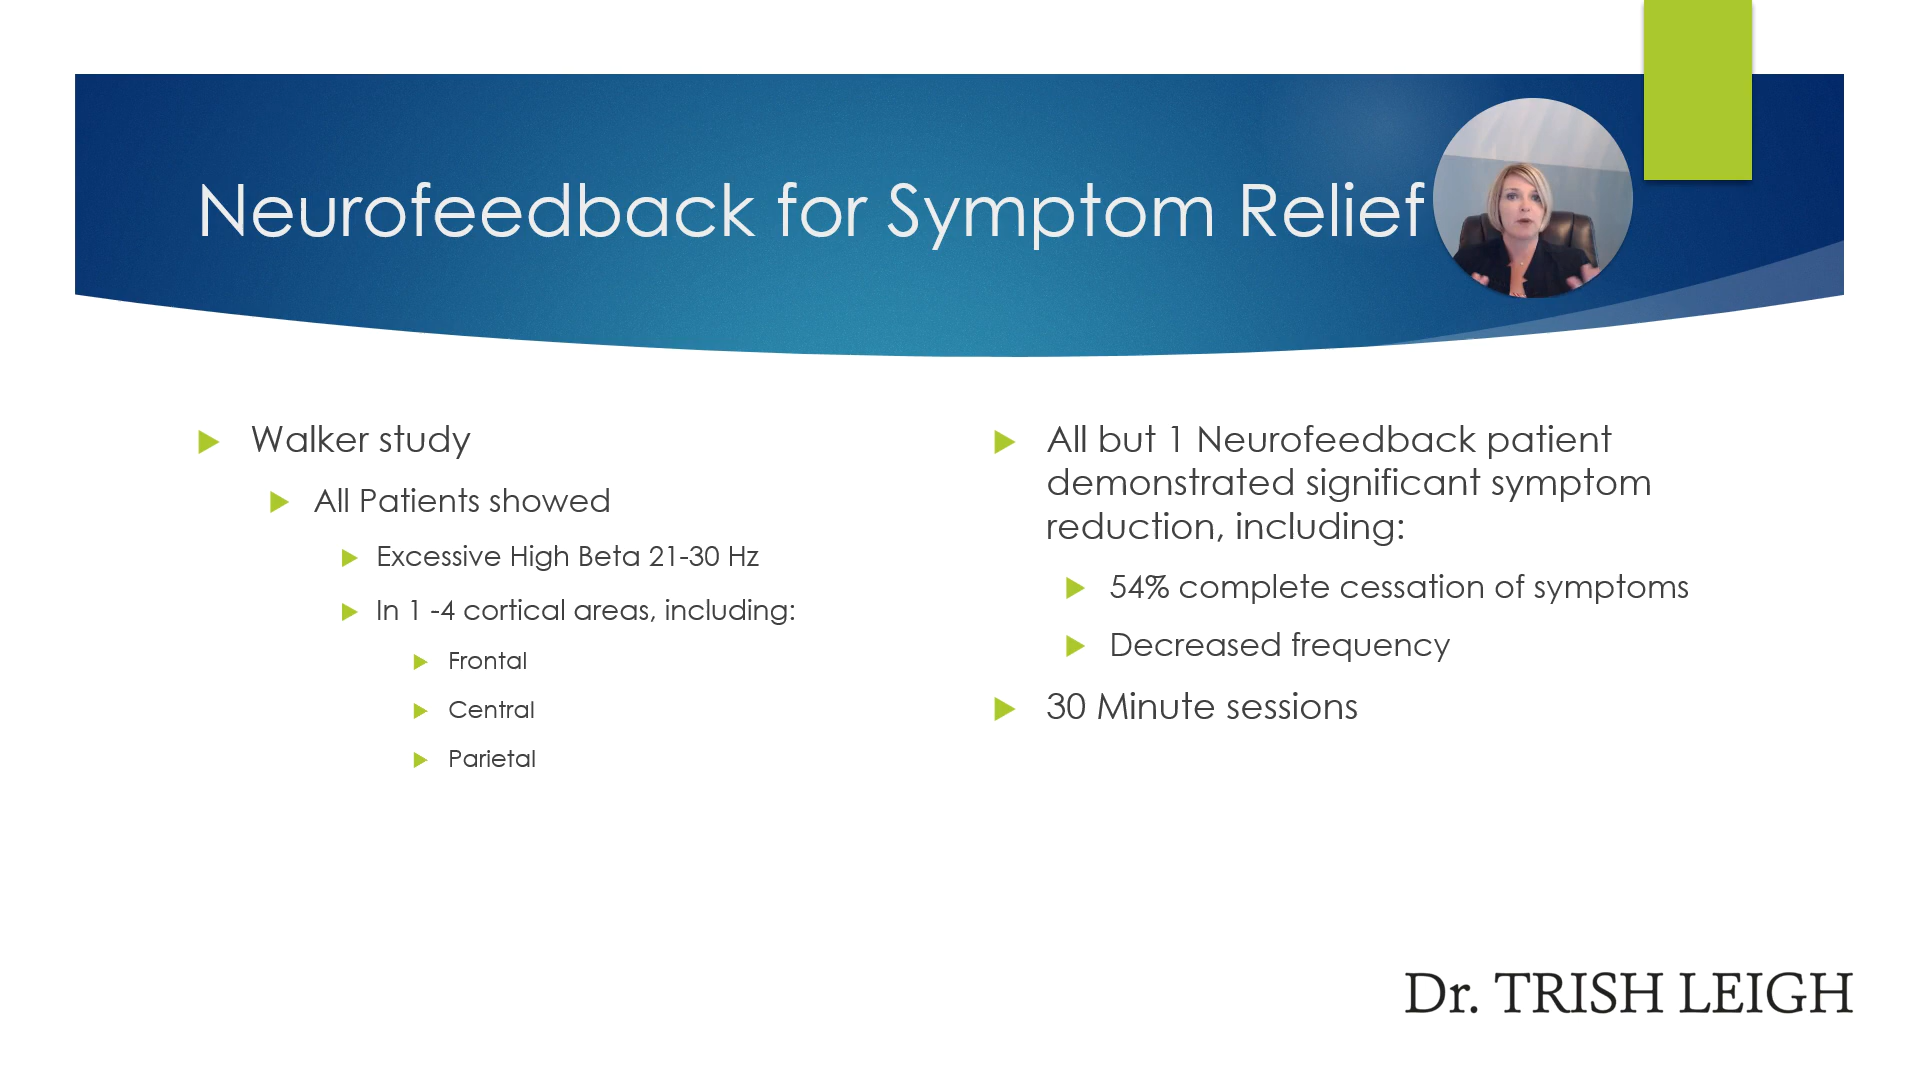 Neurofeedback for Symptom Relief
Walker study
All Patients showed
Excessive High Beta 21-30 Hz
In 1 -4 cortical areas, including:
Frontal
Central
Parietal
All but 1 Neurofeedback patient
demonstrated significant symptom
reduction, including:
54% complete cessation of symptoms
Decreased frequency
30 Minute sessions
Dr. TRISH LEIGH